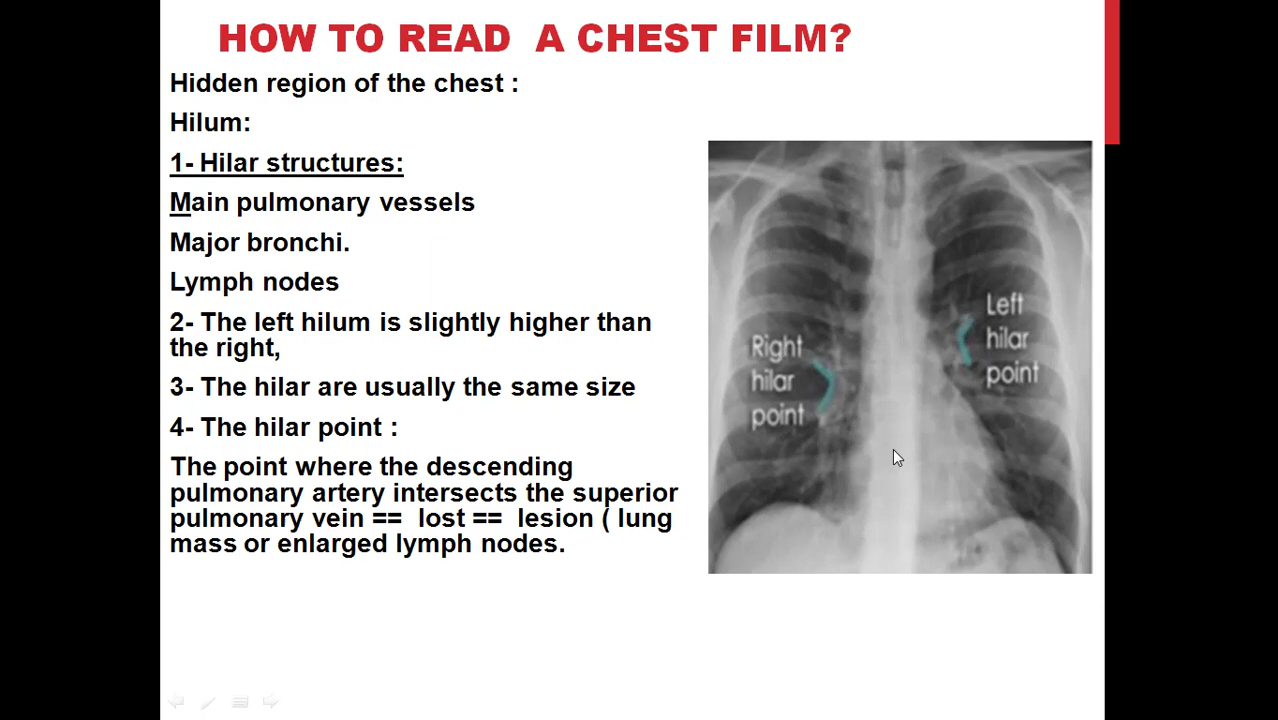 HOW TO READ A CHEST FILM?
Hidden region of the chest :
Hilum:
1- Hilar structures:
Main pulmonary vessels
Major bronchi.
Lymph nodes
2- The left hilum is slightly higher than
the right,
3- The hilar are usually the same size
4- The hilar point :
The point where the descending
pulmonary artery intersects the superior
pulmonary vein == lost == lesion ( lung
mass or enlarged lymph nodes.
Right
hilar
point
Left
hilar
point